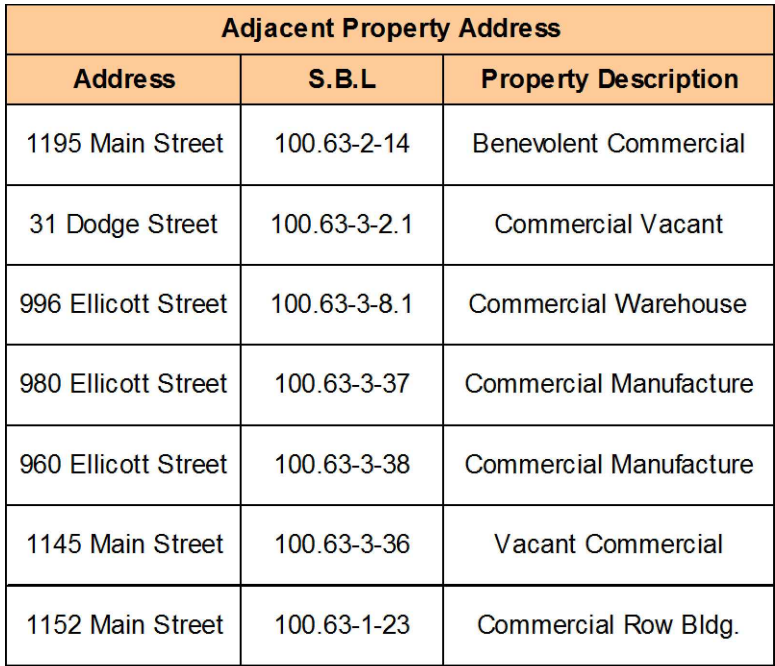 Adjacent Property Address
Address S.B.L Property Description
1195 Main Street 100.63-2-14 Benevolent Commercial
31 Dodge Street 100.63-3-2.1 Commercial Vacant
996 Ellicott Street 100.63-3-8.1 Commercial Warehouse
980 Ellicott Street 100.63-3-37 Commercial Manufacture
960 Ellicott Street 100.63-3-38 Commercial Manufacture
1145 Main Street 100.63-3-36 Vacant Commercial
1152 Main Street 100.63-1-23 Commercial Row Bldg.